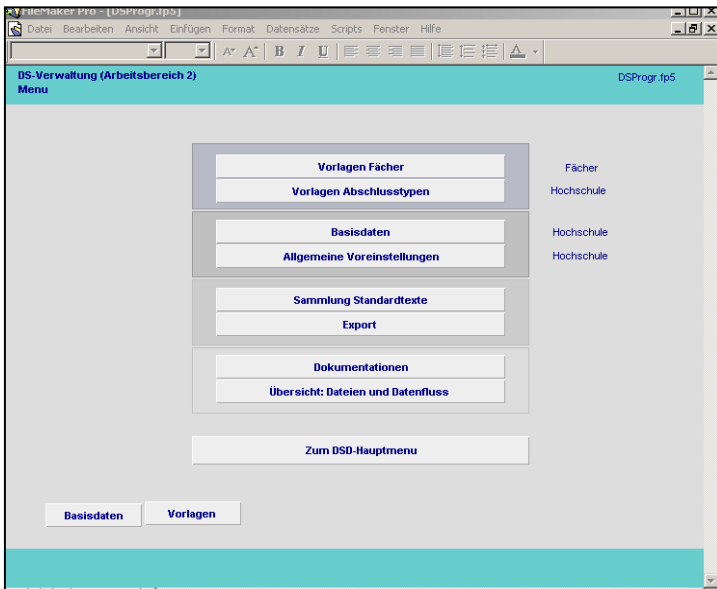 FileMaker Pro - [DSProgr.fp5]
Datei Bearbeiten Ansicht Einfügen Format Datensätze Scripts Fenster Hilfe
B I U A
DS-Verwaltung (Arbeitsbereich 2) DSProgr.fp5
Menu
Vorlagen Fächer Fächer
Vorlagen Abschlusstypen Hochschule
Basisdaten Hochschule
Allgemeine Voreinstellungen Hochschule
Sammlung Standardtexte
Export
Dokumentationen
Übersicht: Dateien und Datenfluss
Zum DSD-Hauptmenu
Basisdaten Vorlagen